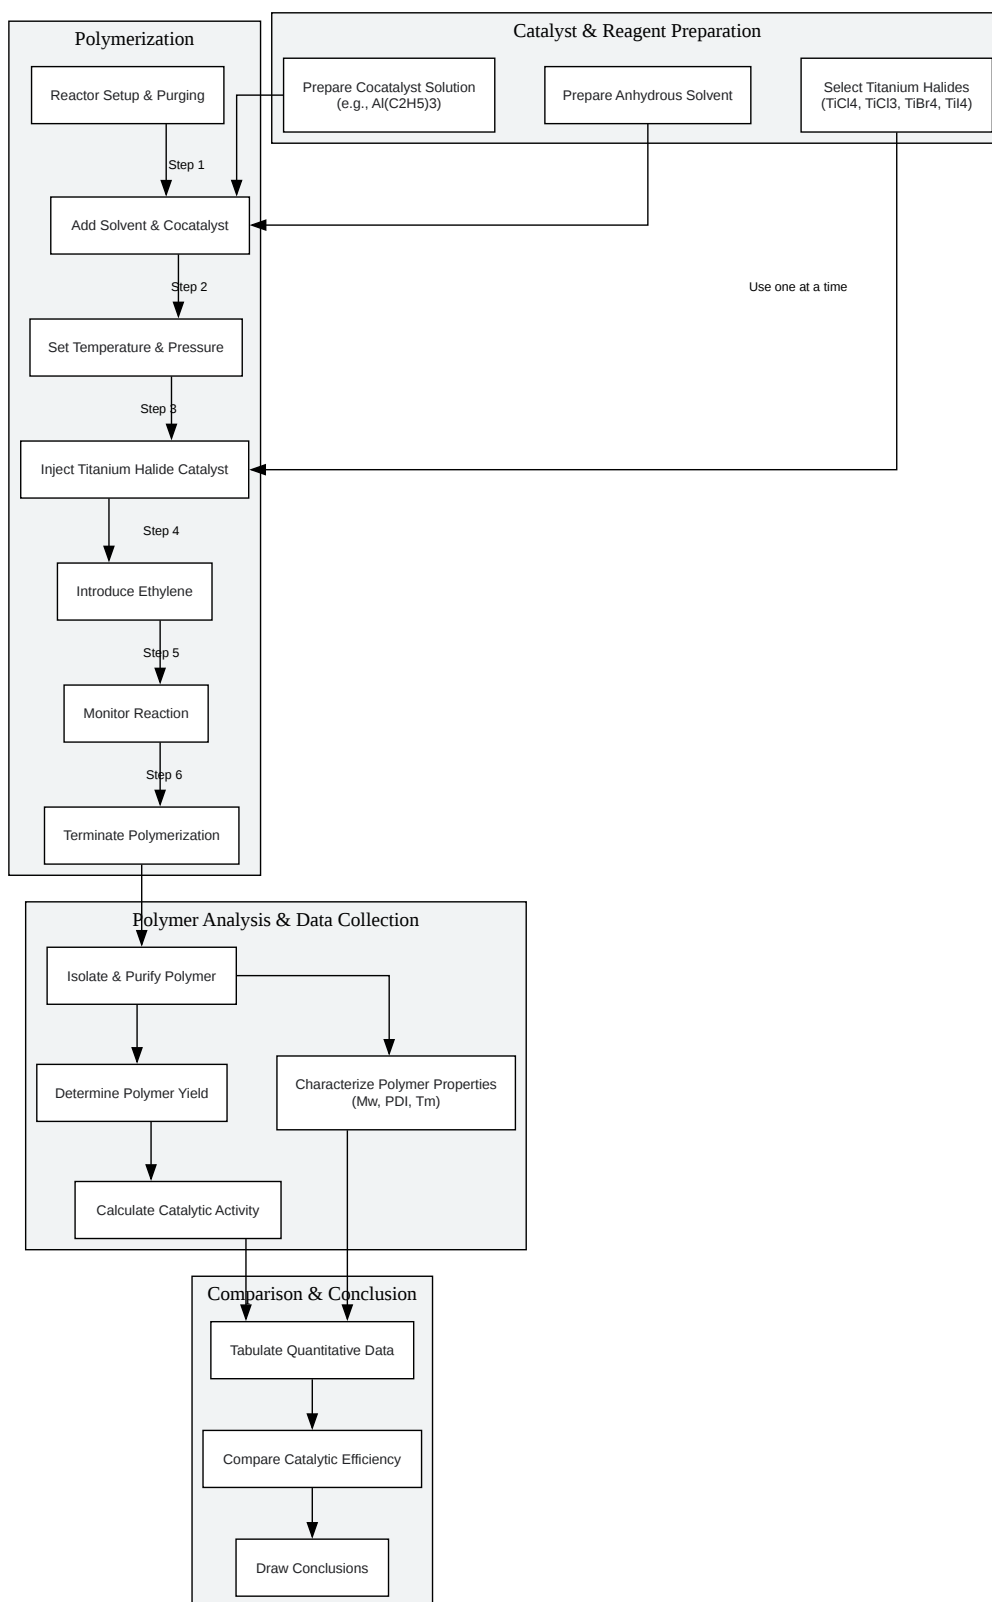 Polymerization
Catalyst & Reagent Preparation
Reactor Setup & Purging
Prepare Cocatalyst Solution
(e.g., Al(C2H5)3)
Prepare Anhydrous Solvent
Select Titanium Halides
(TiCl4, TiCl3, TiBr4, TiI4)
Step 1
Add Solvent & Cocatalyst
Step 2
Use one at a time
Set Temperature & Pressure
Step 3
Inject Titanium Halide Catalyst
Step 4
Introduce Ethylene
Step 5
Monitor Reaction
Step 6
Terminate Polymerization
Polymer Analysis & Data Collection
Isolate & Purify Polymer
Determine Polymer Yield
Characterize Polymer Properties
(Mw, PDI, Tm)
Calculate Catalytic Activity
Comparison & Conclusion
Tabulate Quantitative Data
Compare Catalytic Efficiency
Draw Conclusions